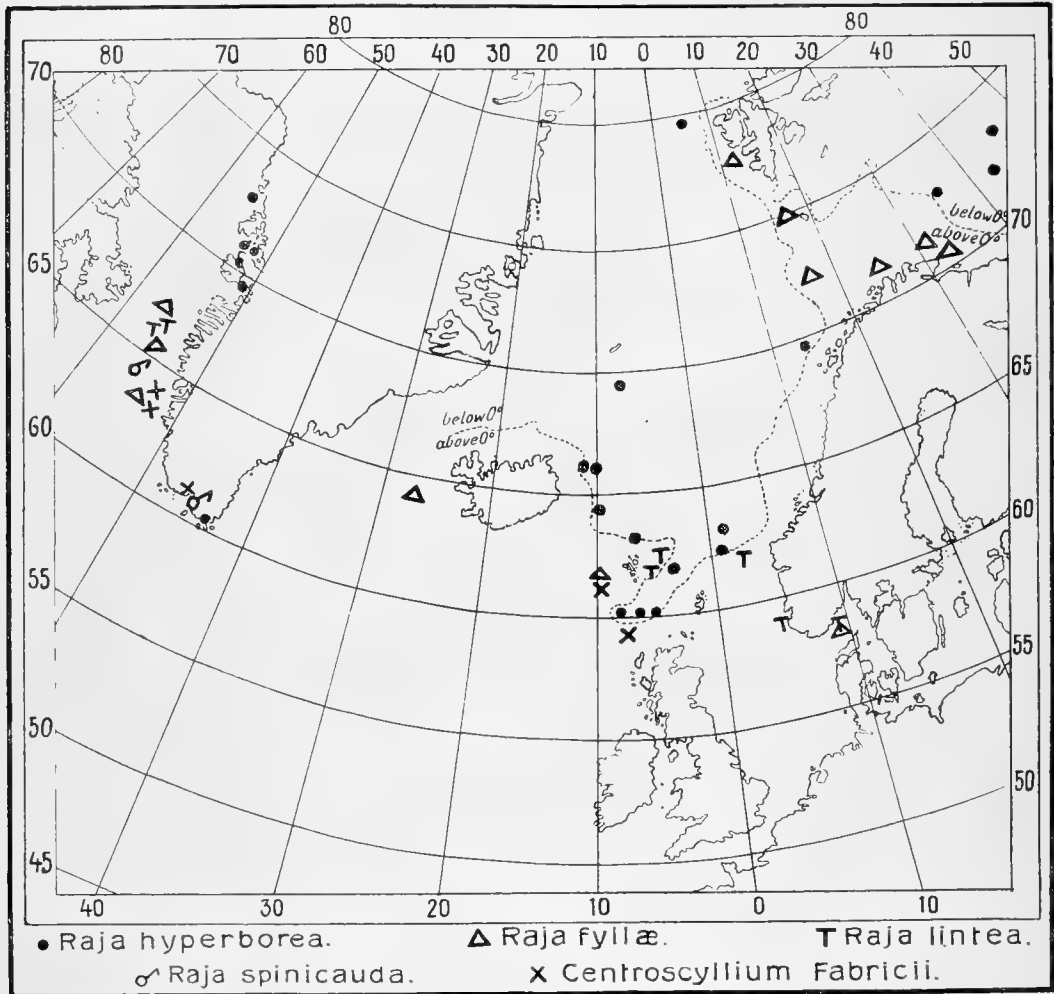 80 80
80 70 60 50 40 30 20 10 0 10 20 30 40 50
70
65
60
55
50
45
70
65
60
55
50
below 0°
above 0°
below 0°
above 0°
40 30 20 10 0 10
Raja hyperborea. Raja fyllæ. Raja lintea.
Raja spinicauda. Centroscyllium Fabricii.